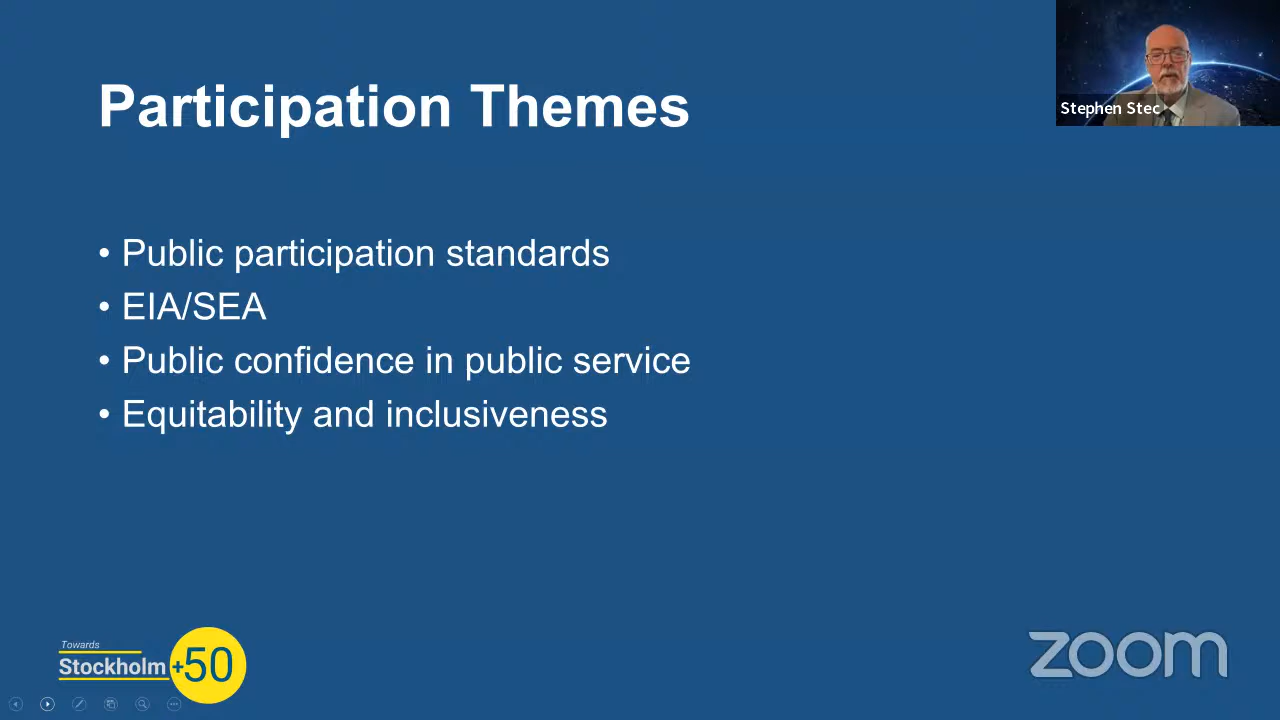 Participation Themes
Stephen Stec
• Public participation standards
• EIA/SEA
• Public confidence in public service
• Equitability and inclusiveness
Towards
Stockholm +50
zoom